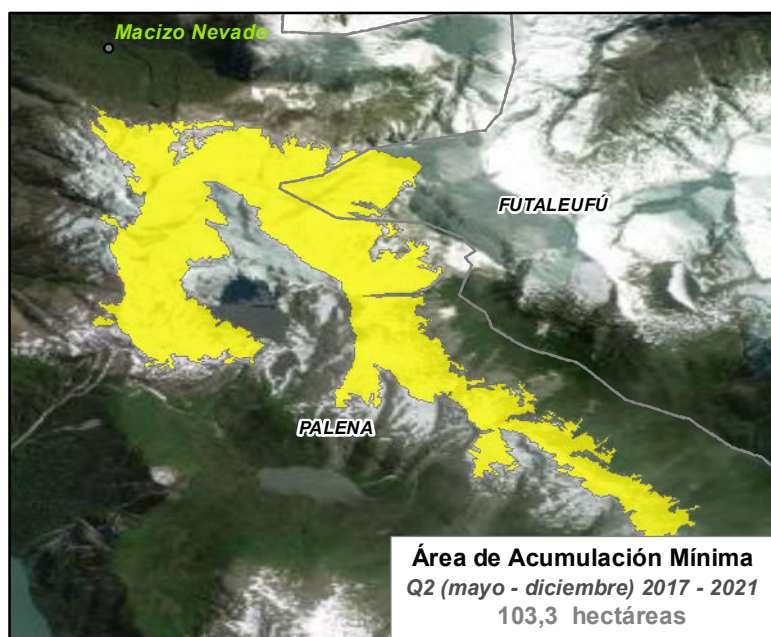 Macizo Nevado
FUTALEUFÚ
PALENA
Área de Acumulación Mínima
Q2 (mayo - diciembre) 2017 - 2021
103,3 hectáreas